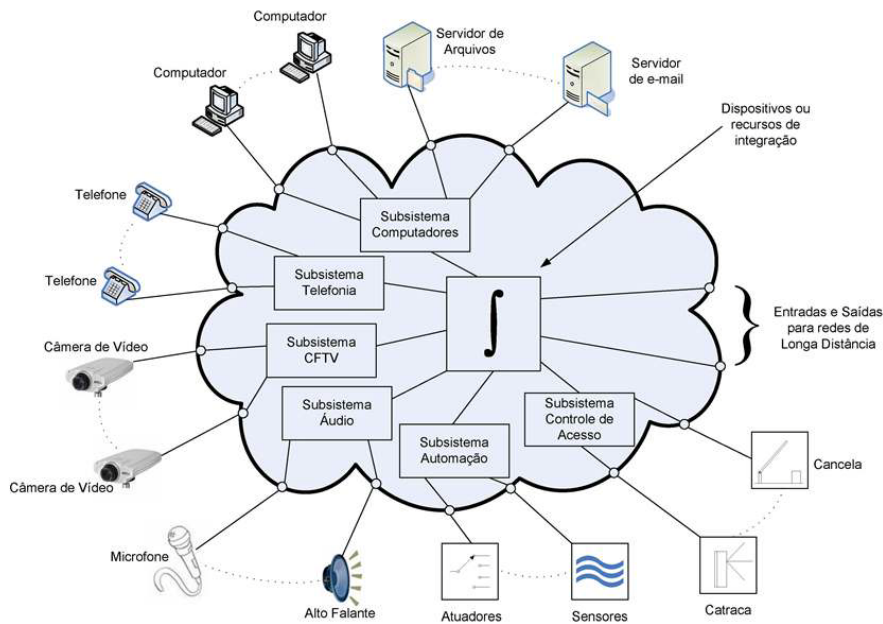 Computador
Computador
Servidor de
Arquivos
Servidor
de e-mail
Dispositivos ou
recursos de
integração
Telefone
Telefone
Subsistema
Computadores
Subsistema
Telefonia
Subsistema
CFTV
Subsistema
Áudio
Subsistema
Automação
Subsistema
Controle de
Acesso
∫
Entradas e Saídas
para redes de
Longa Distância
Câmera de Vídeo
Câmera de Vídeo
Microfone
Alto Falante
Atuadores
Sensores
Catraca
Cancela